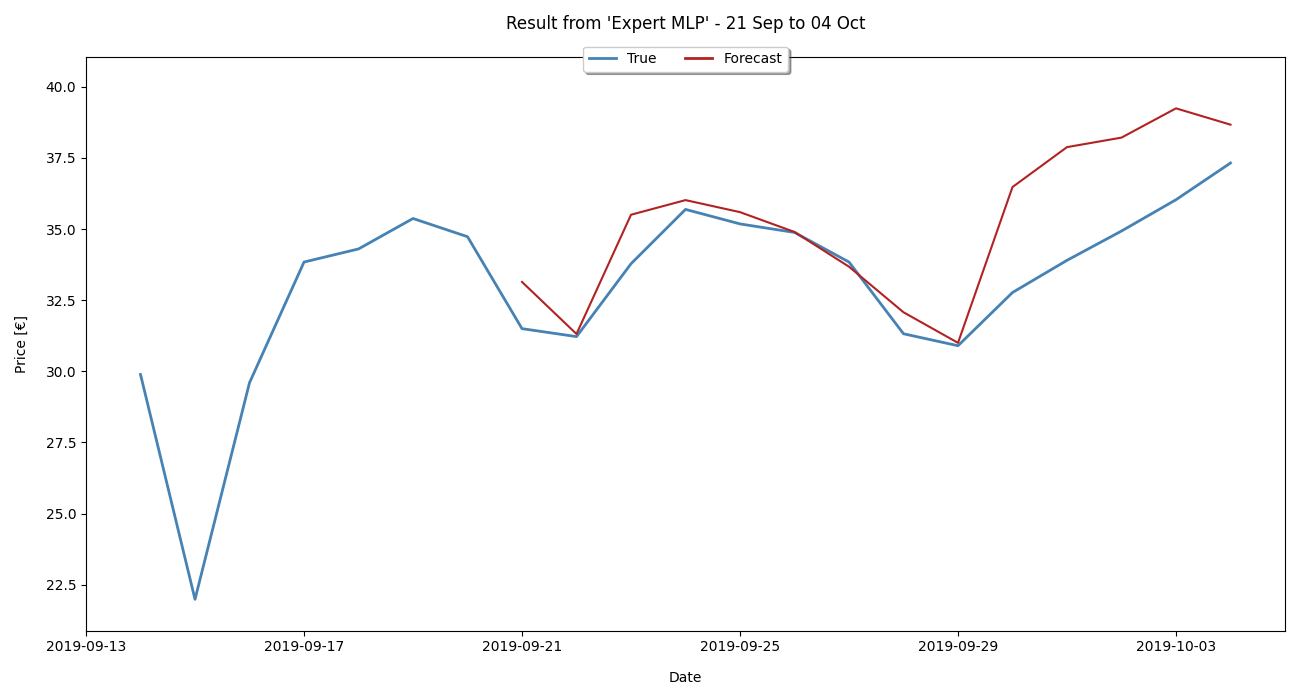 Result from 'Expert MLP' - 21 Sep to 04 Oct
True Forecast
40.0
37.5
35.0
32.5
30.0
27.5
25.0
22.5
Price [€]
2019-09-13 2019-09-17 2019-09-21 2019-09-25 2019-09-29 2019-10-03
Date